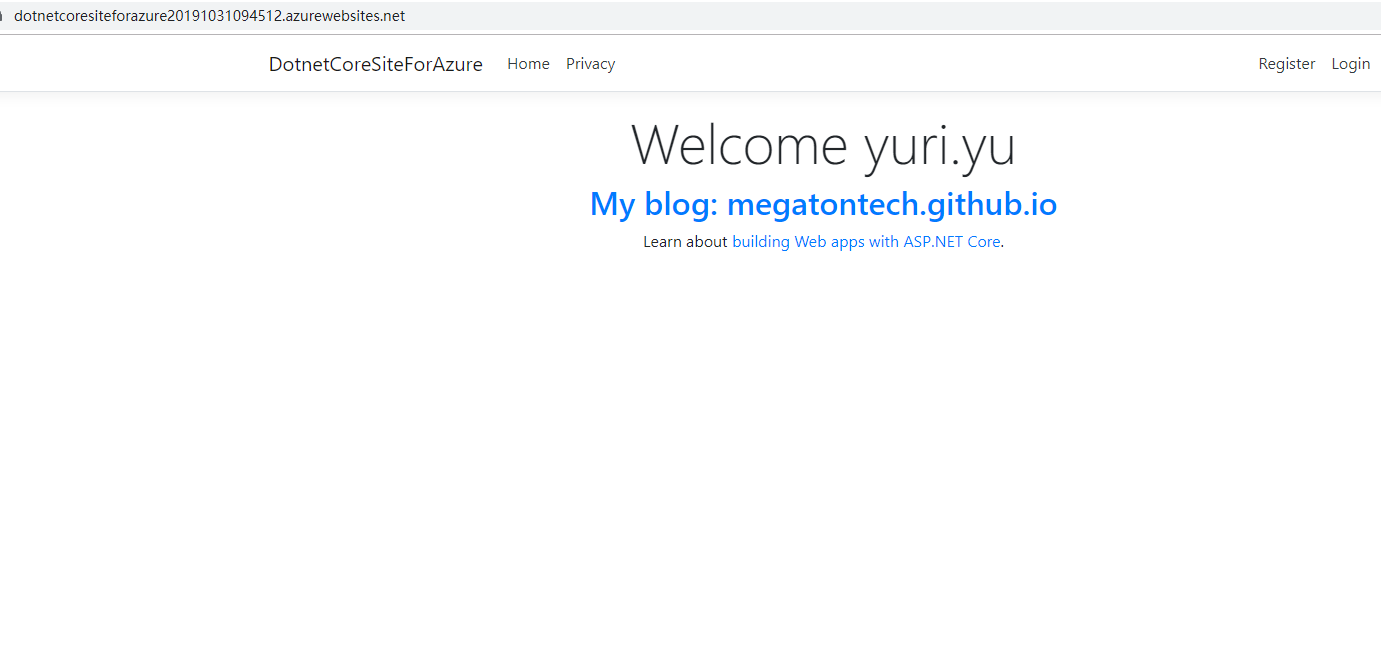 dotnetcoresiteforazure20191031094512.azurewebsites.net
DotnetCoreSiteForAzure Home Privacy Register Login
Welcome yuri.yu
My blog: megatontech.github.io
Learn about building Web apps with ASP.NET Core.